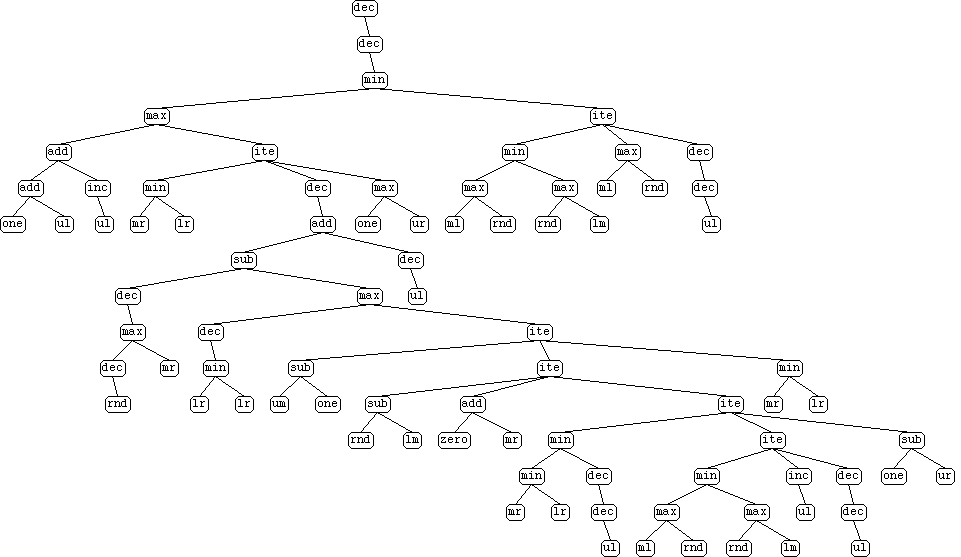 dec
dec
min
max ite
add ite min max dec
add inc min dec max max max ml rnd dec
one ul ul mr lr add one ur ml rnd rnd lm ul
sub dec
dec max ul
max dec ite
dec mr min sub ite min
rnd lr lr um one sub add ite mr lr
rnd lm zero mr min ite sub
min dec min inc dec one ur
mr lr dec max max ul dec
ul ml rnd rnd lm ul